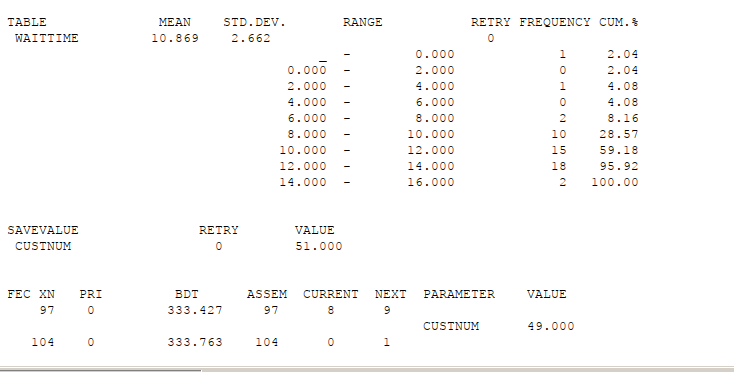 TABLE MEAN STD.DEV. RANGE RETRY FREQUENCY CUM.%
WAITTIME 10.869 2.662 0
_ - 0.000 1 2.04
0.000 - 2.000 0 2.04
2.000 - 4.000 1 4.08
4.000 - 6.000 0 4.08
6.000 - 8.000 2 8.16
8.000 - 10.000 10 28.57
10.000 - 12.000 15 59.18
12.000 - 14.000 18 95.92
14.000 - 16.000 2 100.00
SAVEVALUE RETRY VALUE
CUSTNUM 0 51.000
FEC XN PRI BDT ASSEM CURRENT NEXT PARAMETER VALUE
97 0 333.427 97 8 9
CUSTNUM 49.000
104 0 333.763 104 0 1